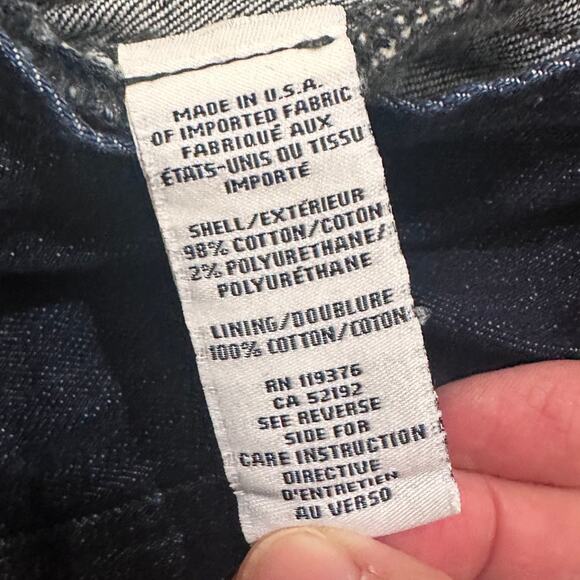 MADE IN U.S.A.
OF IMPORTED FABRIC
FABRIQUÉ AUX
ÉTATS-UNIS OU TISSU
IMPORTÉ
SHELL/EXTÉRIEUR
98% COTTON/COTON
2% POLYURETHANE/
POLYURÉTHANE
LINING/DOUBLURE
100% COTTON/COTON
RN 119376
CA 52192
SEE REVERSE
SIDE FOR
CARE INSTRUCTION
DIRECTIVE
D'ENTRETIEN
AU VERSO